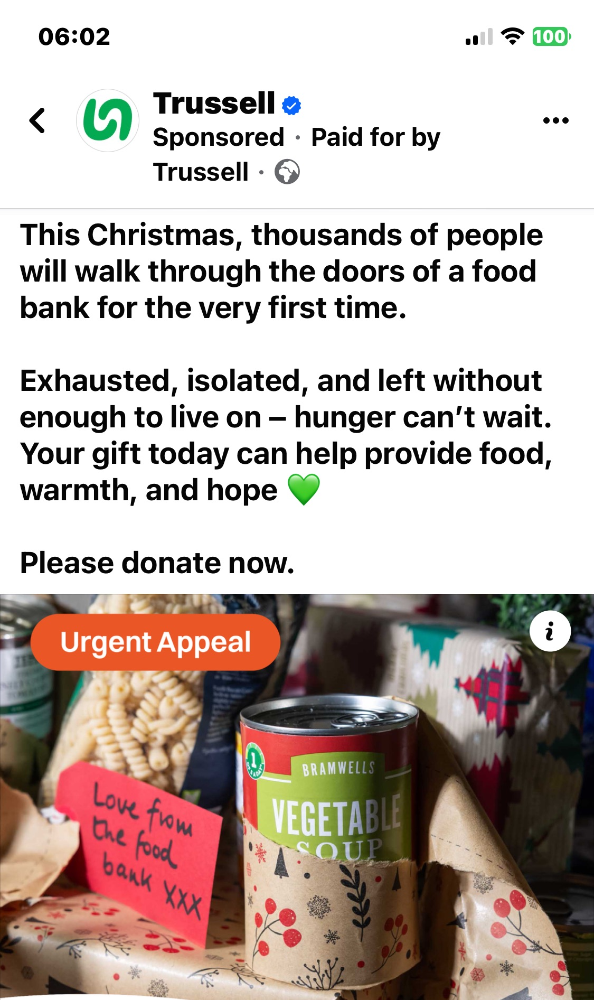 06:02
100
Trussell
Sponsored · Paid for by
Trussell ·
This Christmas, thousands of people
will walk through the doors of a food
bank for the very first time.
Exhausted, isolated, and left without
enough to live on – hunger can’t wait.
Your gift today can help provide food,
warmth, and hope 💚
Please donate now.
Urgent Appeal
i
1
BRAMWELLS
VEGETABLE
SOUP
Love from
the food
bank xxx